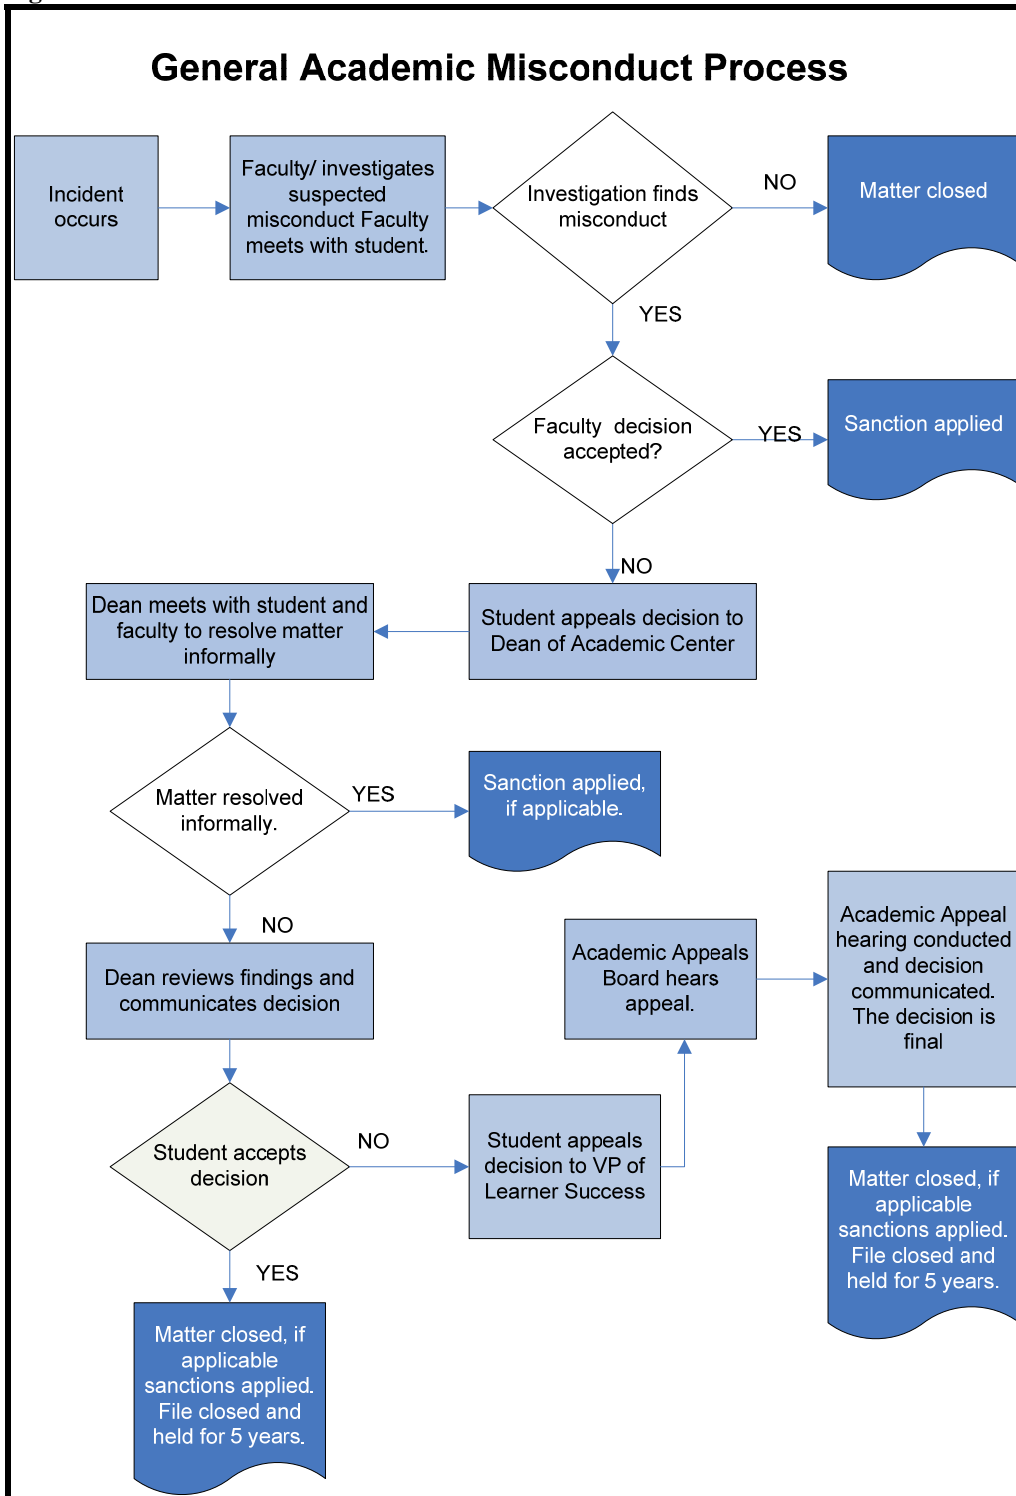 General Academic Misconduct Process
Incident
occurs
Faculty/ investigates
suspected
misconduct Faculty
meets with student.
Investigation finds
misconduct
NO
Matter closed
YES
Faculty decision
accepted?
YES
Sanction applied
NO
Student appeals decision to
Dean of Academic Center
Dean meets with student and
faculty to resolve matter
informally
Matter resolved
informally.
YES
Sanction applied,
if applicable.
NO
Dean reviews findings and
communicates decision
Student accepts
decision
NO
Student appeals
decision to VP of
Learner Success
Academic Appeals
Board hears
appeal.
Academic Appeal
hearing conducted
and decision
communicated.
The decision is
final
Matter closed, if
applicable
sanctions applied.
File closed and
held for 5 years.
YES
Matter closed, if
applicable
sanctions applied.
File closed and
held for 5 years.